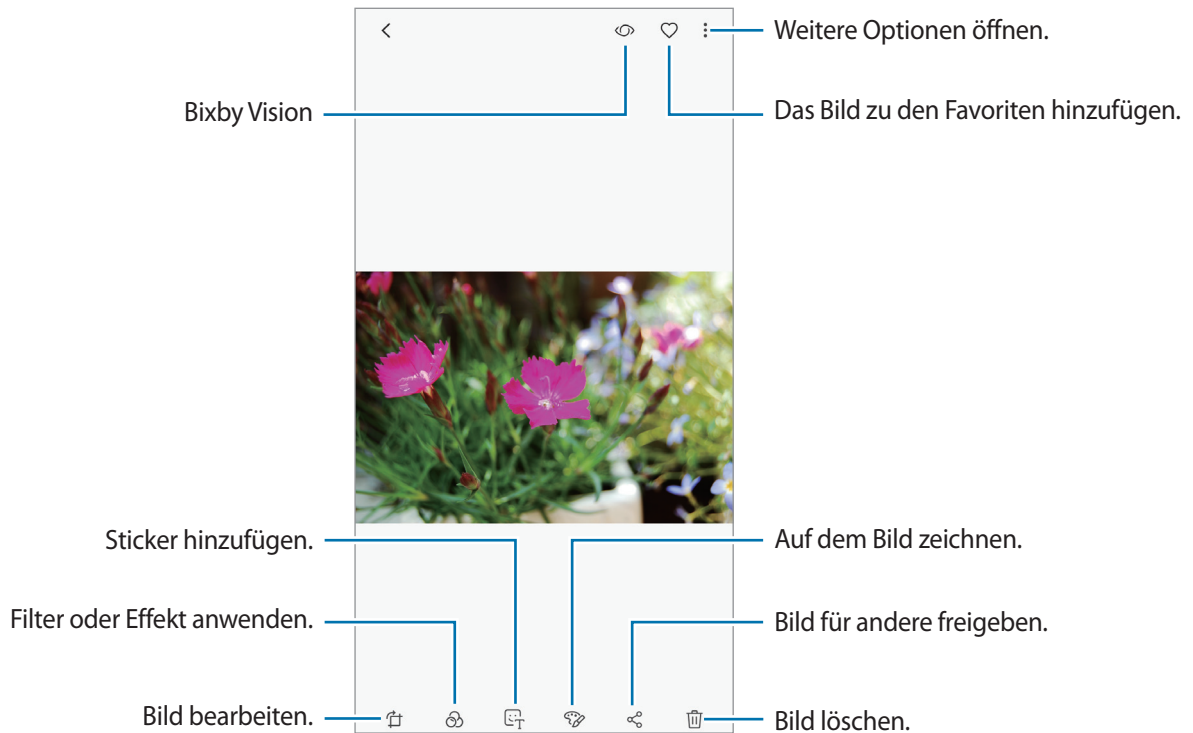 Weitere Optionen öffnen.
Bixby Vision
Das Bild zu den Favoriten hinzufügen.
Sticker hinzufügen.
Auf dem Bild zeichnen.
Filter oder Effekt anwenden.
Bild für andere freigeben.
Bild bearbeiten.
Bild löschen.